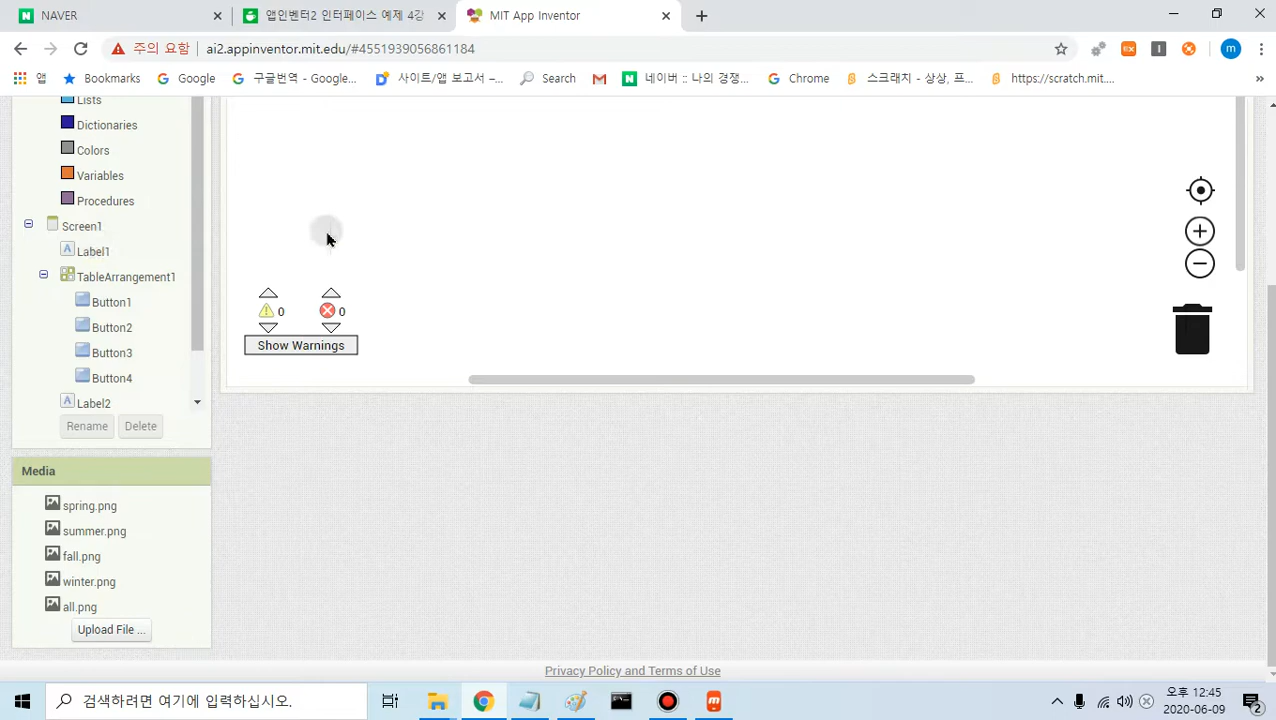 NAVER
앱인벤터2 인터페이스 예제 4강
MIT App Inventor
주의 요함
ai2.appinventor.mit.edu/#4551939056861184
m
앱
Bookmarks
Google
구글번역 - Google...
사이트/앱 보고서 –...
Search
네이버 :: 나의 경쟁...
Chrome
스크래치 - 상상, 프...
https://scratch.mit....
»
Lists
Dictionaries
Colors
Variables
Procedures
Screen1
Label1
TableArrangement1
Button1
Button2
Button3
Button4
Label2
Rename
Delete
0
0
Show Warnings
Media
spring.png
summer.png
fall.png
winter.png
all.png
Upload File ...
Privacy Policy and Terms of Use
검색하려면 여기에 입력하십시오.
오후 12:45
2020-06-09
2